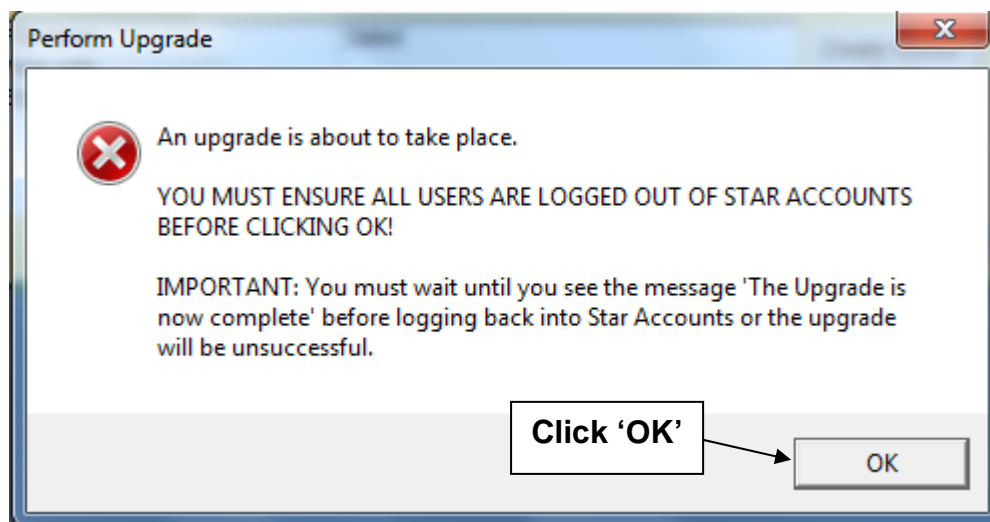 Perform Upgrade
An upgrade is about to take place.
YOU MUST ENSURE ALL USERS ARE LOGGED OUT OF STAR ACCOUNTS
BEFORE CLICKING OK!
IMPORTANT: You must wait until you see the message 'The Upgrade is
now complete' before logging back into Star Accounts or the upgrade
will be unsuccessful.
Click ‘OK’
OK